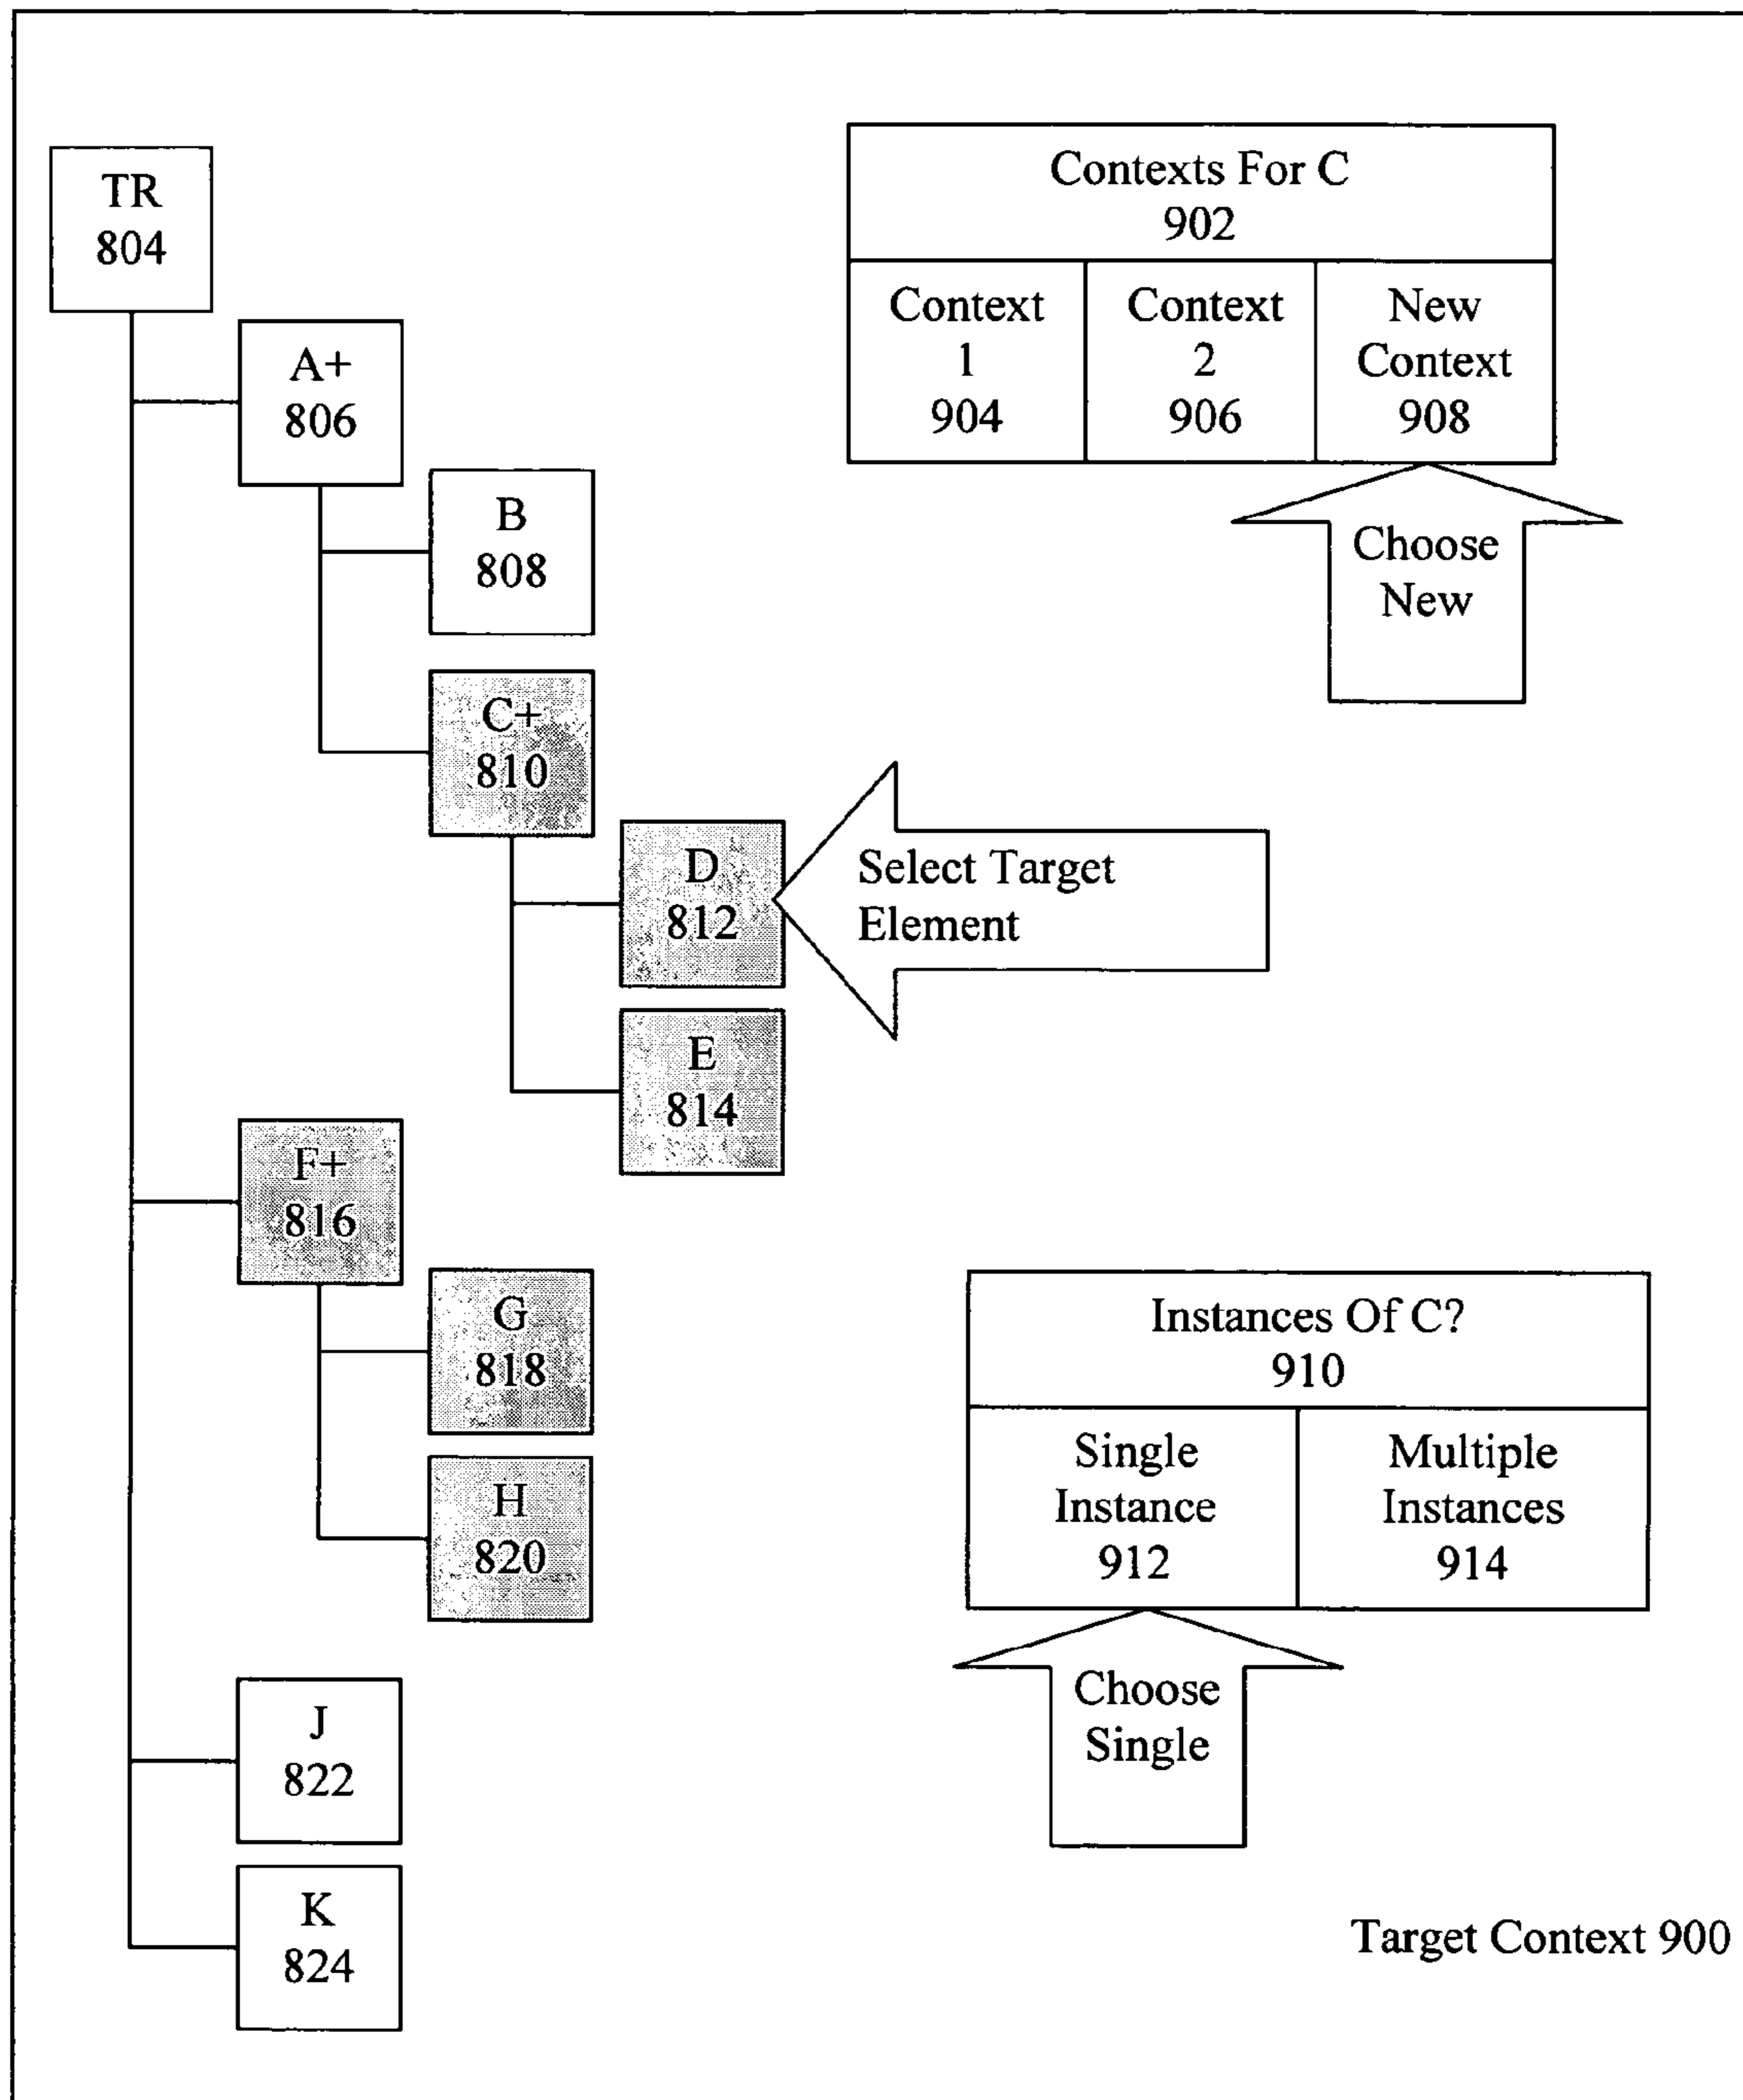 TR
804
A+
806
B
808
C+
810
D
812
E
814
F+
816
G
818
H
820
J
822
K
824
Contexts For C
902
Context
1
904
Context
2
906
New
Context
908
Choose
New
Select Target
Element
Instances Of C?
910
Single
Instance
912
Multiple
Instances
914
Choose
Single
Target Context 900